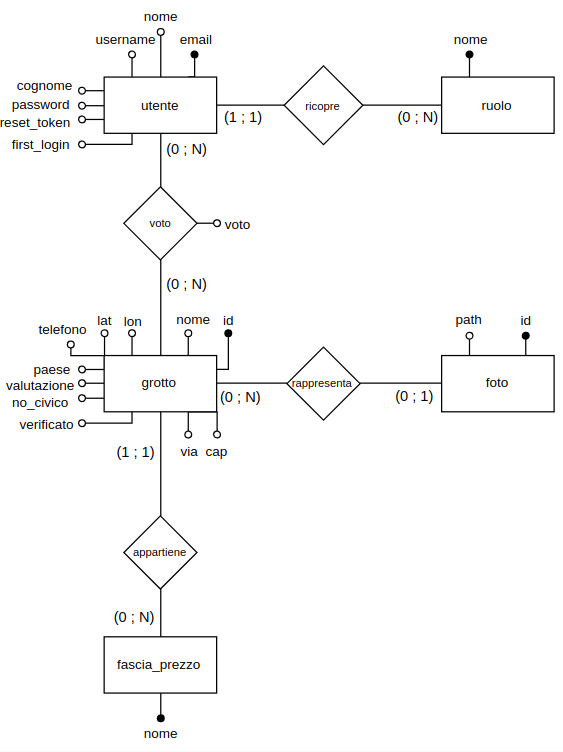 nome
username
email
nome
cognome
password
reset_token
first_login
utente
ricopre
ruolo
(1 ; 1)
(0 ; N)
(0 ; N)
voto
voto
(0 ; N)
telefono
lat
lon
nome
id
path
id
paese
valutazione
no_civico
verificato
grotto
rappresenta
foto
(0 ; N)
(0 ; 1)
(1 ; 1)
via
cap
appartiene
(0 ; N)
fascia_prezzo
nome